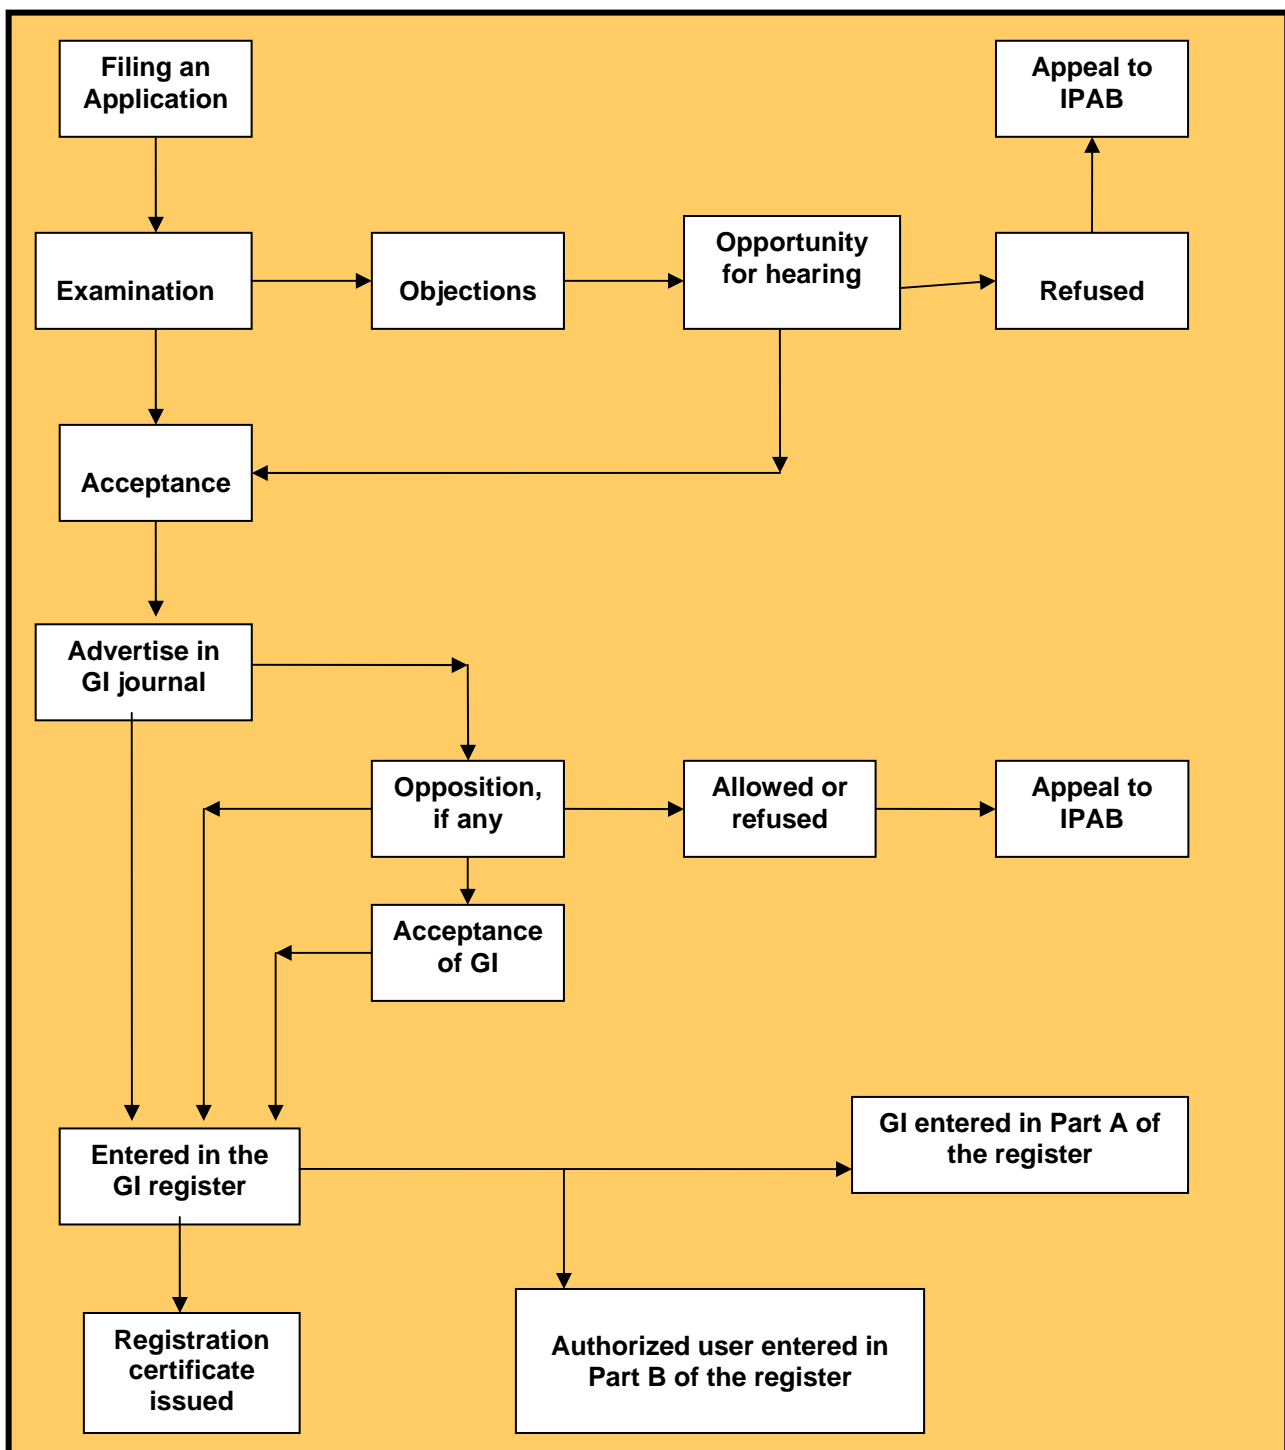 Filing an
Application
Appeal to
IPAB
Examination
Objections
Opportunity
for hearing
Refused
Acceptance
Advertise in
GI journal
Opposition,
if any
Allowed or
refused
Appeal to
IPAB
Acceptance
of GI
GI entered in Part A of
the register
Entered in the
GI register
Registration
certificate
issued
Authorized user entered in
Part B of the register